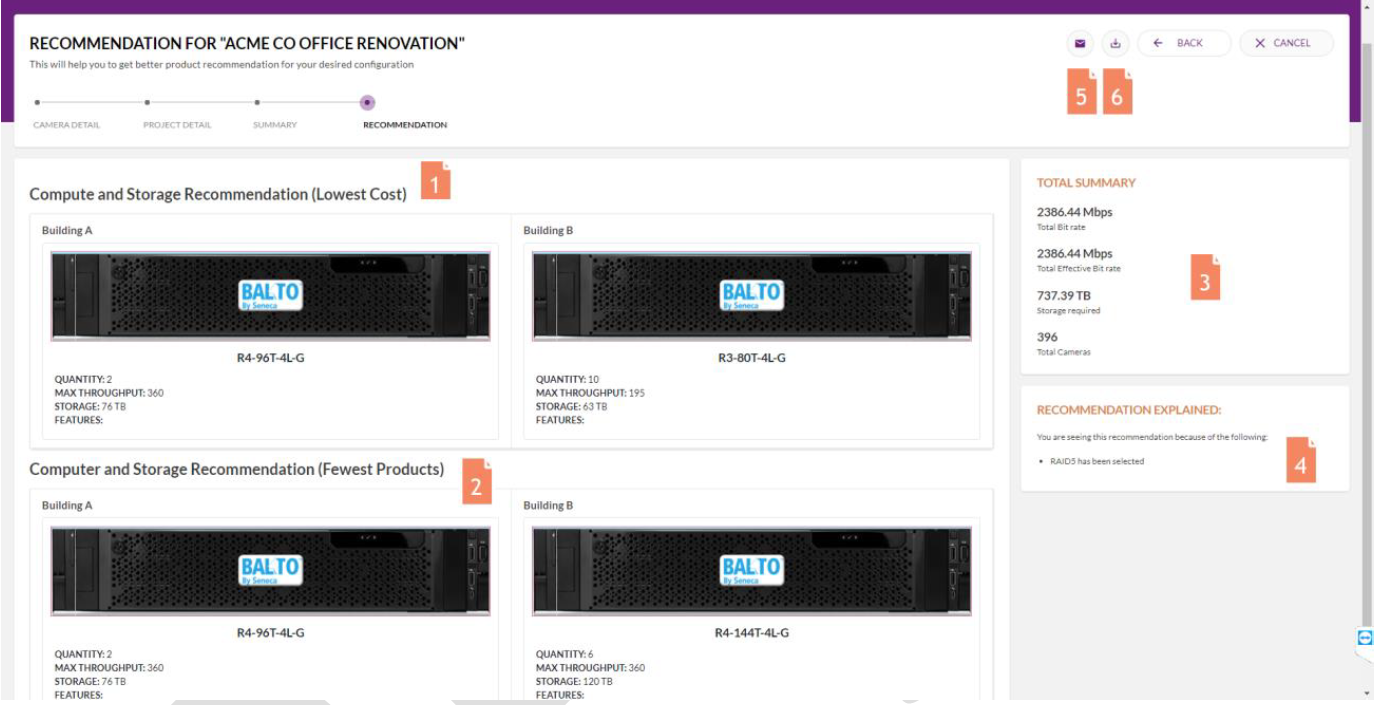 RECOMMENDATION FOR "ACME CO OFFICE RENOVATION"
This will help you to get better product recommendation for your desired configuration
BACK
CANCEL
5
6
CAMERA DETAIL
PROJECT DETAIL
SUMMARY
RECOMMENDATION
Compute and Storage Recommendation (Lowest Cost)
1
Building A
BALTO
By Seneca
R4-96T-4L-G
QUANTITY: 2
MAX THROUGHPUT: 360
STORAGE: 76 TB
FEATURES:
Building B
BALTO
By Seneca
R3-80T-4L-G
QUANTITY: 10
MAX THROUGHPUT: 195
STORAGE: 63 TB
FEATURES:
Computer and Storage Recommendation (Fewest Products)
2
Building A
BALTO
By Seneca
R4-96T-4L-G
QUANTITY: 2
MAX THROUGHPUT: 360
STORAGE: 76 TB
FEATURES:
Building B
BALTO
By Seneca
R4-144T-4L-G
QUANTITY: 6
MAX THROUGHPUT: 360
STORAGE: 120 TB
FEATURES:
TOTAL SUMMARY
2386.44 Mbps
Total Bit rate
2386.44 Mbps
Total Effective Bit rate
3
737.39 TB
Storage required
396
Total Cameras
RECOMMENDATION EXPLAINED:
You are seeing this recommendation because of the following:
• RAID5 has been selected
4